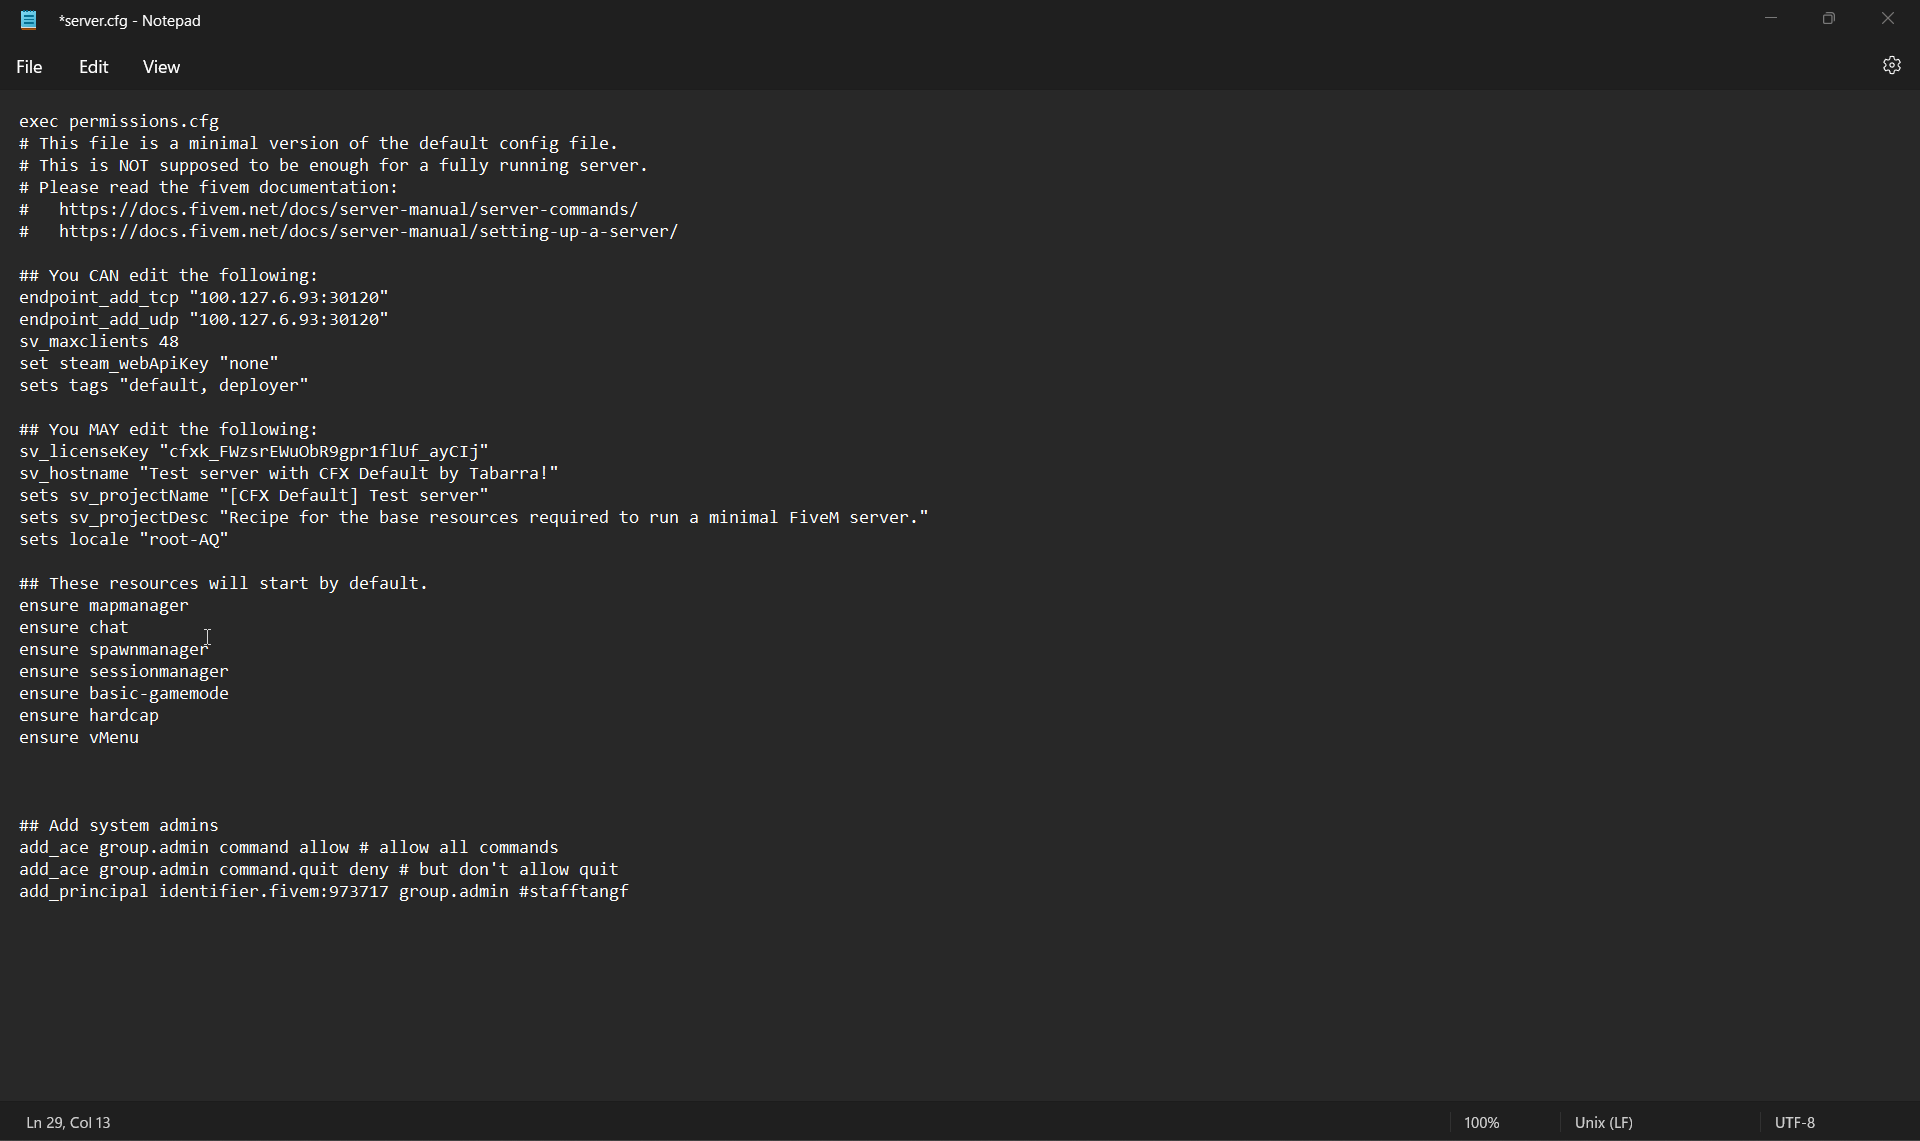 *server.cfg - Notepad
File Edit View
exec permissions.cfg
# This file is a minimal version of the default config file.
# This is NOT supposed to be enough for a fully running server.
# Please read the fivem documentation:
#   https://docs.fivem.net/docs/server-manual/server-commands/
#   https://docs.fivem.net/docs/server-manual/setting-up-a-server/
## You CAN edit the following:
endpoint_add_tcp "100.127.6.93:30120"
endpoint_add_udp "100.127.6.93:30120"
sv_maxclients 48
set steam_webApiKey "none"
sets tags "default, deployer"
## You MAY edit the following:
sv_licenseKey "cfxk_FWzsrEWuObR9gpr1flUf_ayCIj"
sv_hostname "Test server with CFX Default by Tabarra!"
sets sv_projectName "[CFX Default] Test server"
sets sv_projectDesc "Recipe for the base resources required to run a minimal FiveM server."
sets locale "root-AQ"
## These resources will start by default.
ensure mapmanager
ensure chat
ensure spawnmanager
ensure sessionmanager
ensure basic-gamemode
ensure hardcap
ensure vMenu
## Add system admins
add_ace group.admin command allow # allow all commands
add_ace group.admin command.quit deny # but don't allow quit
add_principal identifier.fivem:973717 group.admin #stafftangf
Ln 29, Col 13 100% Unix (LF) UTF-8